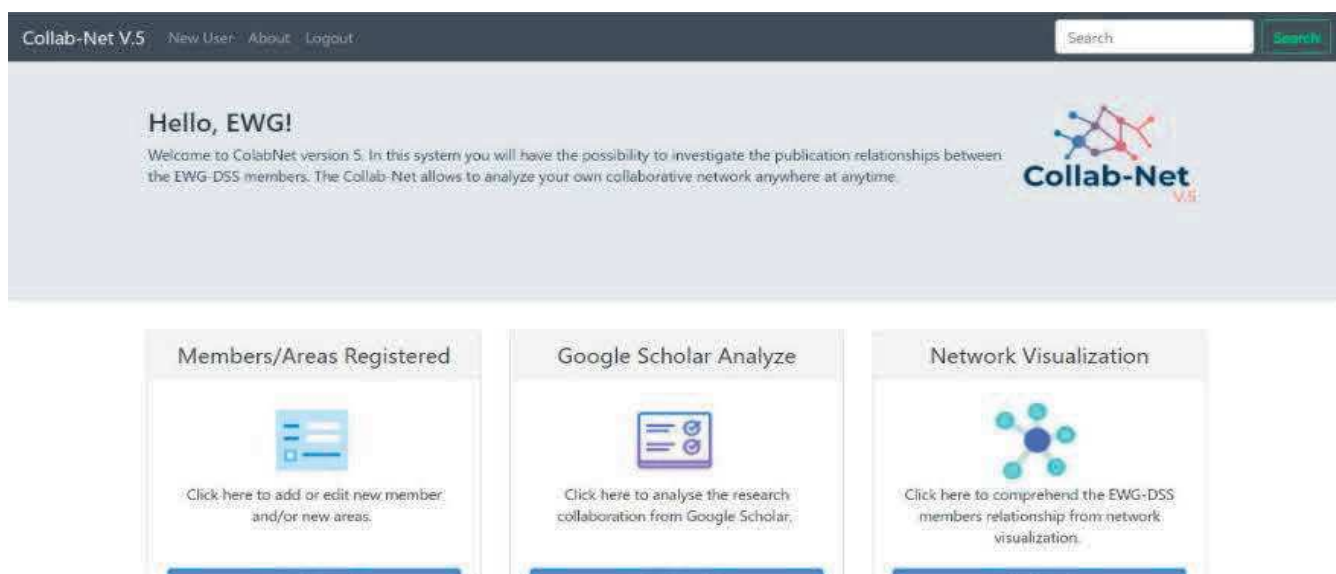 Collab-Net V.5 New User About Logout Search Search
Hello, EWG!
Welcome to ColabNet version 5. In this system you will have the possibility to investigate the publication relationships between
the EWG-DSS members. The Collab-Net allows to analyze your own collaborative network anywhere at anytime.
Collab-Net
V.5
Members/Areas Registered
Click here to add or edit new member
and/or new areas.
Google Scholar Analyze
Click here to analyse the research
collaboration from Google Scholar.
Network Visualization
Click here to comprehend the EWG-DSS
members relationship from network
visualization.